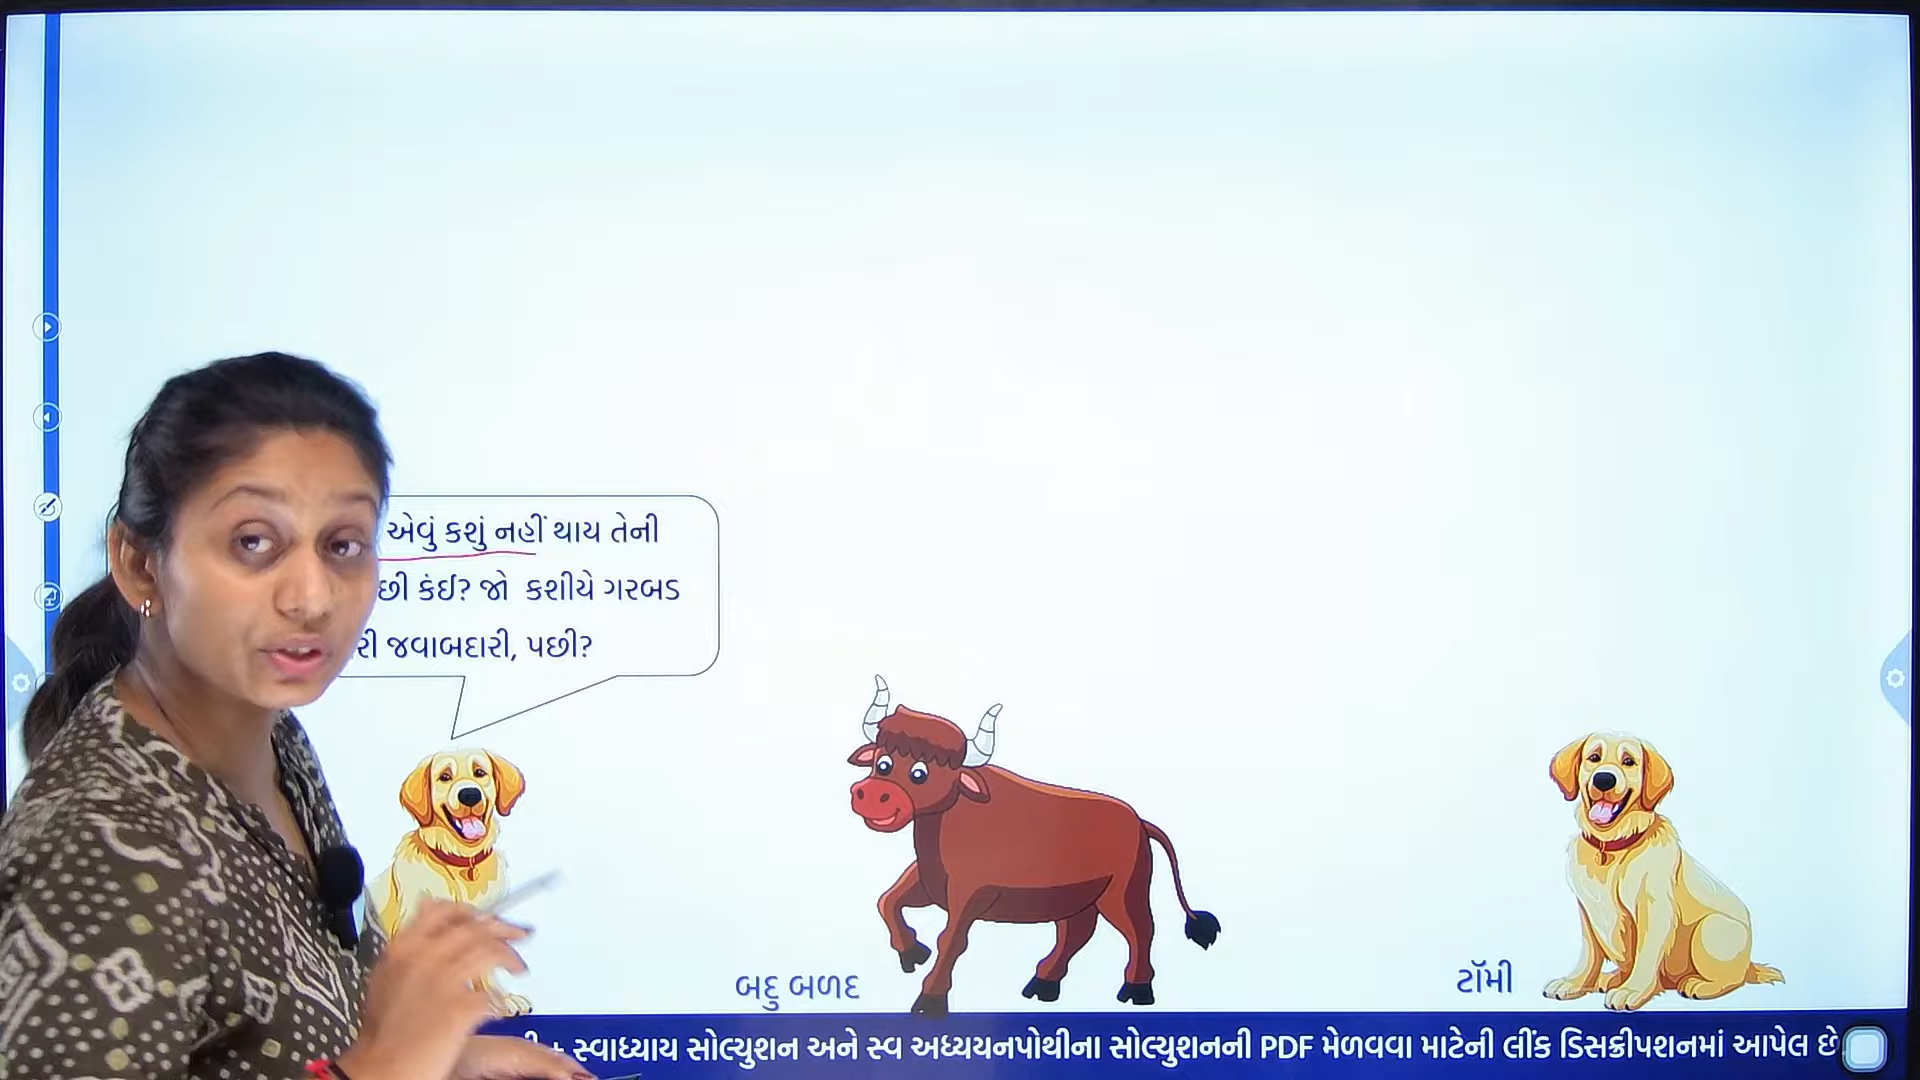 એવું કશું નહીં થાય તેની
છી કંઈ? જો કશીયે ગરબડ
રી જવાબદારી, પછી?
બદુ બળદ
ટૉમી
+ સ્વાધ્યાય સોલ્યુશન અને સ્વ અધ્યયનપોથીના સોલ્યુશનની PDF મેળવવા માટેની લીંક ડિસક્રીપશનમાં આપેલ છે